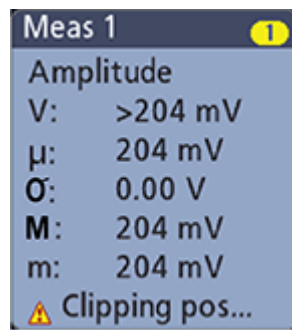 Meas 1 1
Amplitude
V: >204 mV
μ: 204 mV
σ: 0.00 V
M: 204 mV
m: 204 mV
Clipping pos...